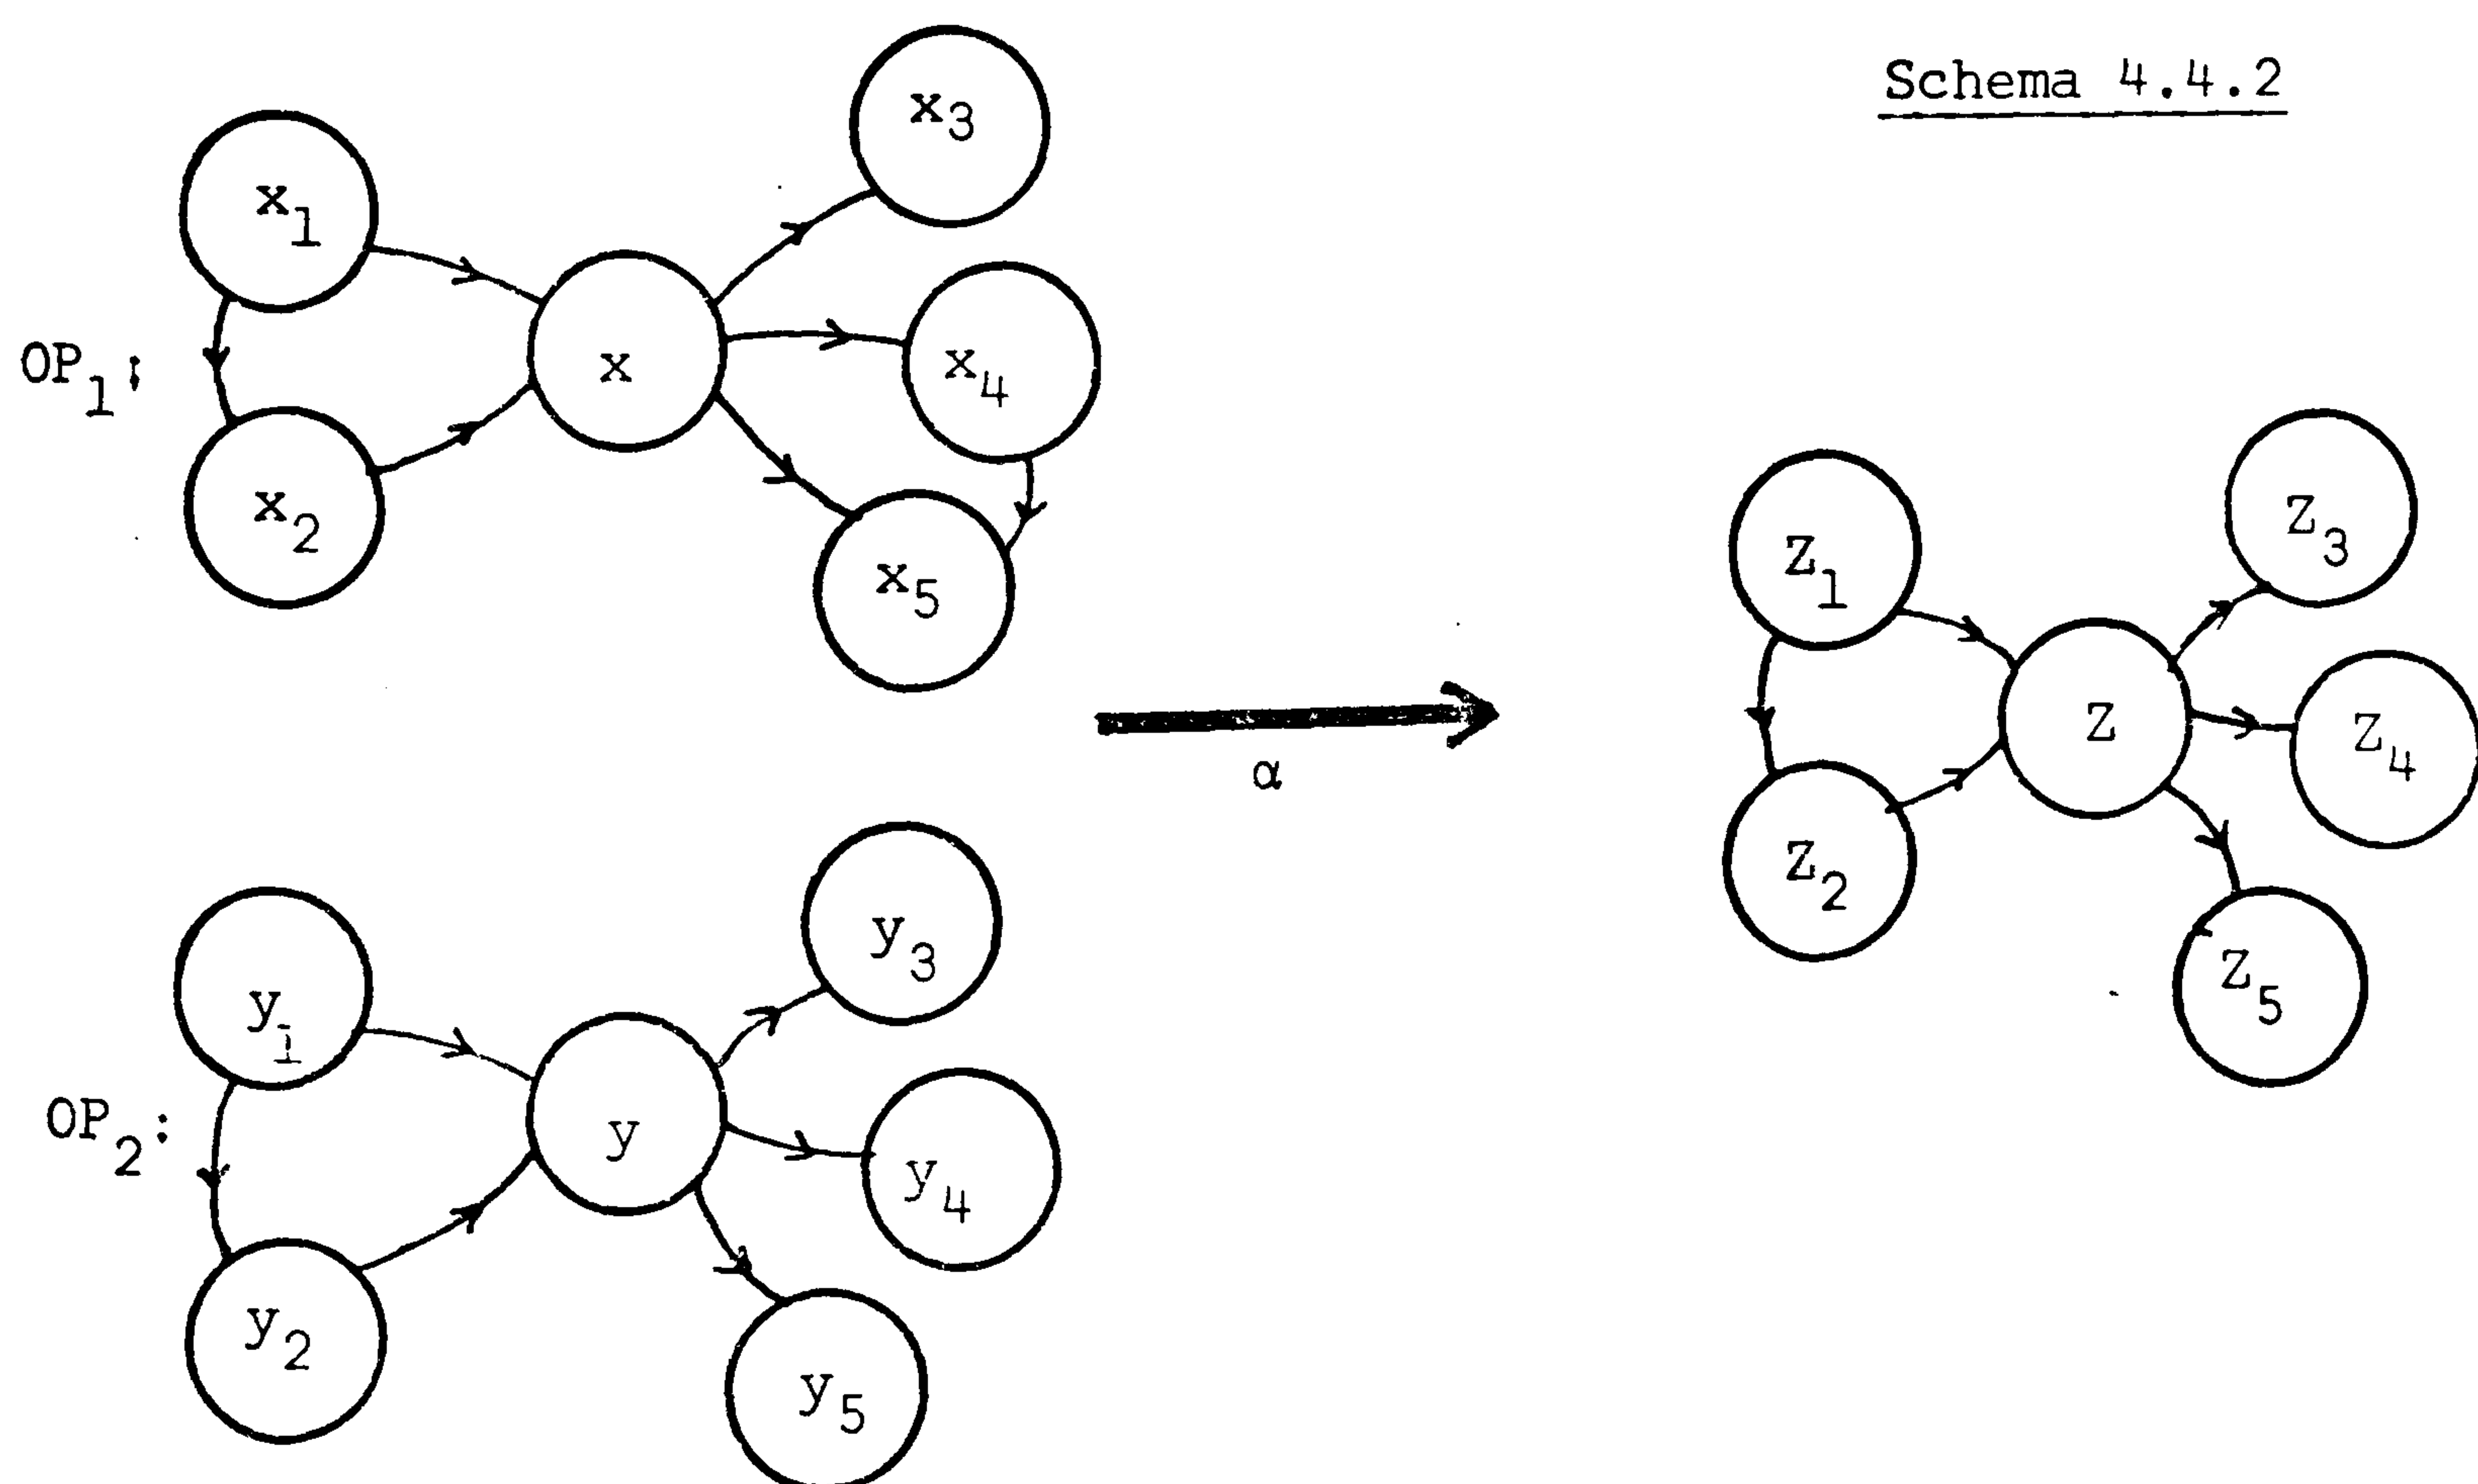 Schema 4.4.2
OP₁:
x₁
x₂
x
x₃
x₄
x₅
α
OP₂:
y₁
y₂
y
y₃
y₄
y₅
Z₁
Z₂
Z
Z₃
Z₄
Z₅